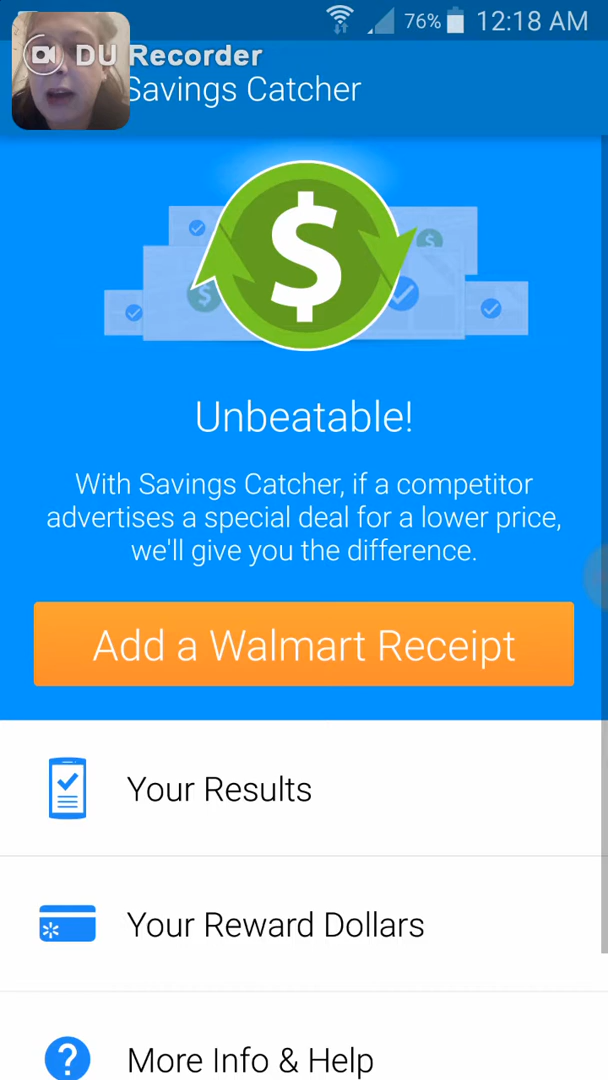 76% 12:18 AM
DU Recorder
Savings Catcher
$
Unbeatable!
With Savings Catcher, if a competitor
advertises a special deal for a lower price,
we'll give you the difference.
Add a Walmart Receipt
Your Results
Your Reward Dollars
? More Info & Help